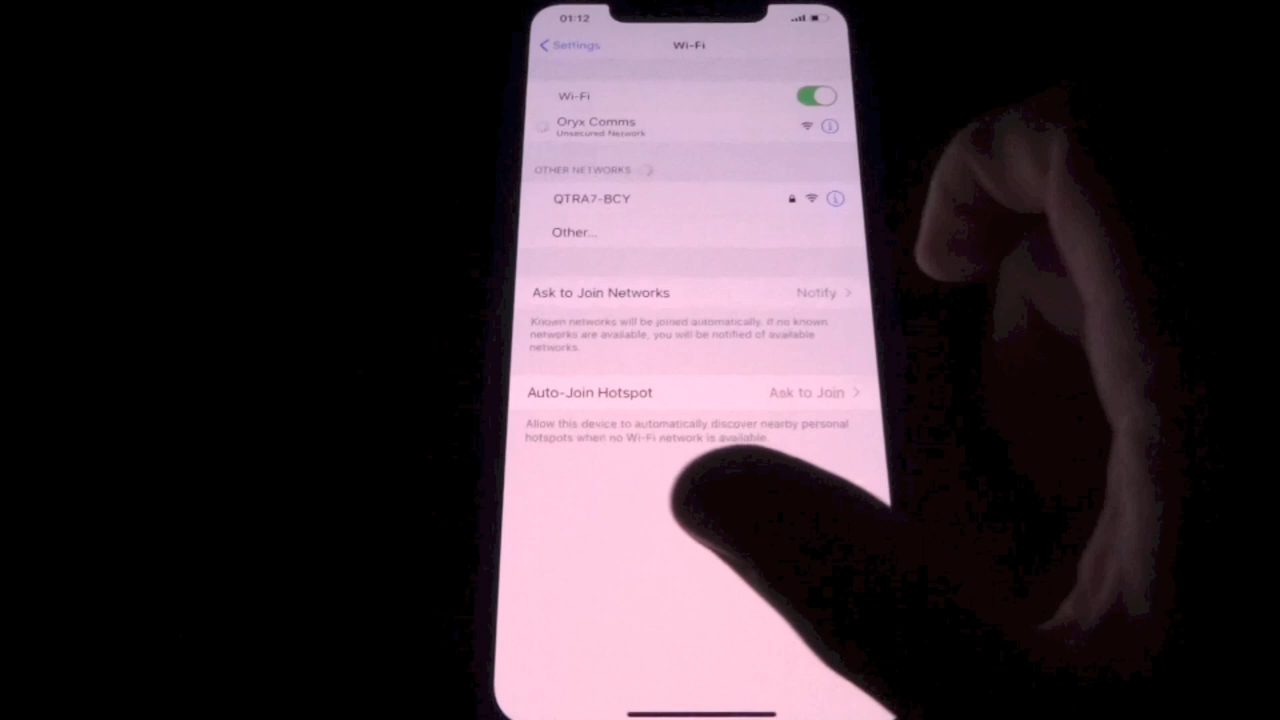 01:12
Settings
Wi-Fi
Wi-Fi
Oryx Comms
Unsecured Network
OTHER NETWORKS
QTRA7-BCY
Other...
Ask to Join Networks
Notify
Known networks will be joined automatically. If no known
networks are available, you will be notified of available
networks.
Auto-Join Hotspot
Ask to Join
Allow this device to automatically discover nearby personal
hotspots when no Wi-Fi network is available.